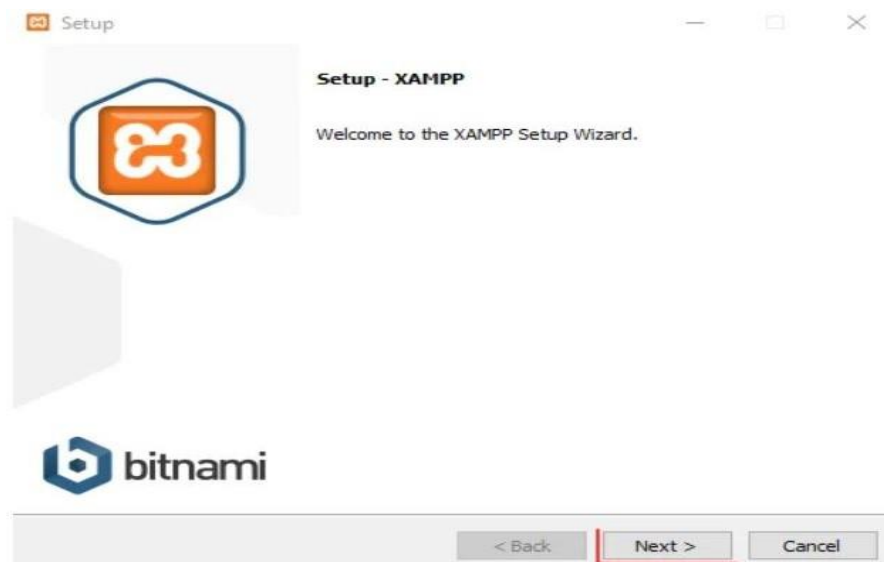 Setup
Setup - XAMPP
Welcome to the XAMPP Setup Wizard.
bitnami
< Back Next > Cancel